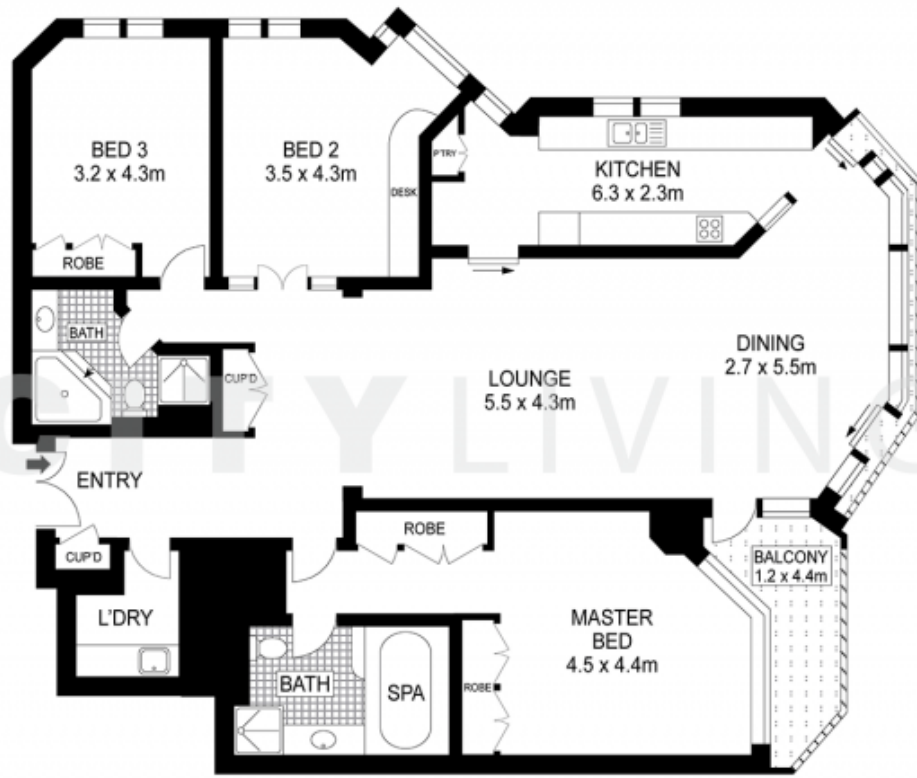 BED 3
3.2 x 4.3m
BED 2
3.5 x 4.3m
DESK
P'TRY
KITCHEN
6.3 x 2.3m
ROBE
BATH
CUP'D
LOUNGE
5.5 x 4.3m
DINING
2.7 x 5.5m
CITY LIVING
ENTRY
CUP'D
L'DRY
ROBE
BALCONY
1.2 x 4.4m
MASTER
BED
4.5 x 4.4m
ROBE
BATH
SPA